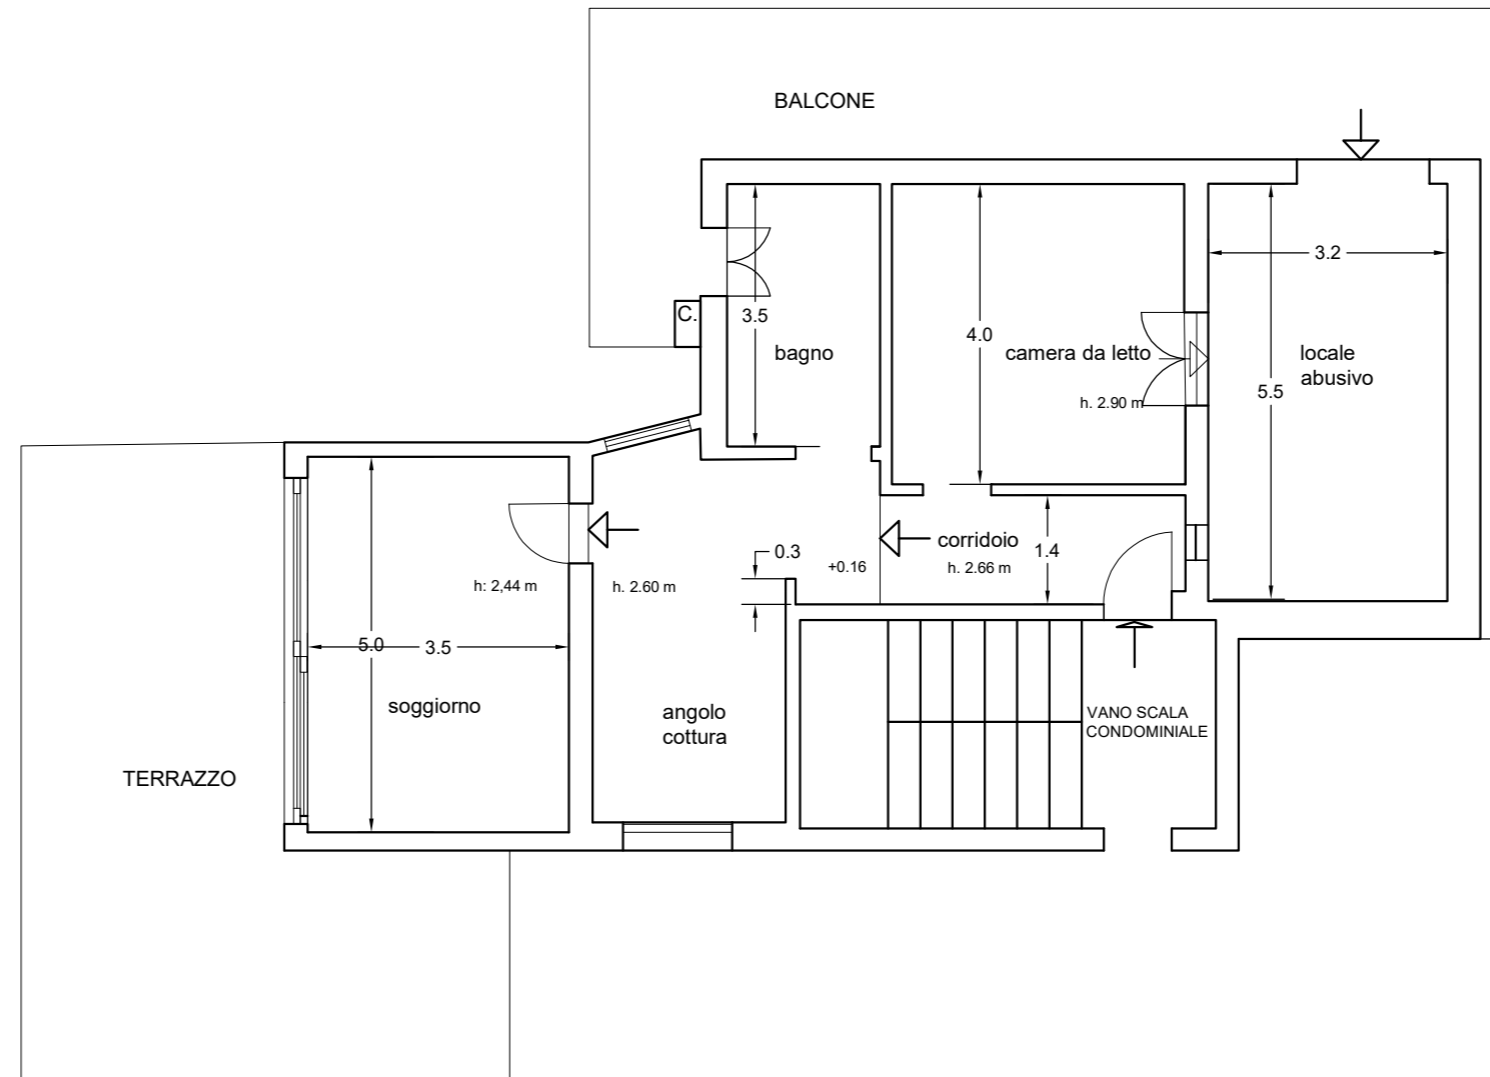 BALCONE
3.2
C.
3.5
bagno
4.0
camera da letto
h. 2.90 m
locale
abusivo
5.5
0.3
+0.16
corridoio
h. 2.66 m
1.4
h: 2,44 m
h. 2.60 m
5.0
3.5
soggiorno
angolo
cottura
VANO SCALA
CONDOMINIALE
TERRAZZO